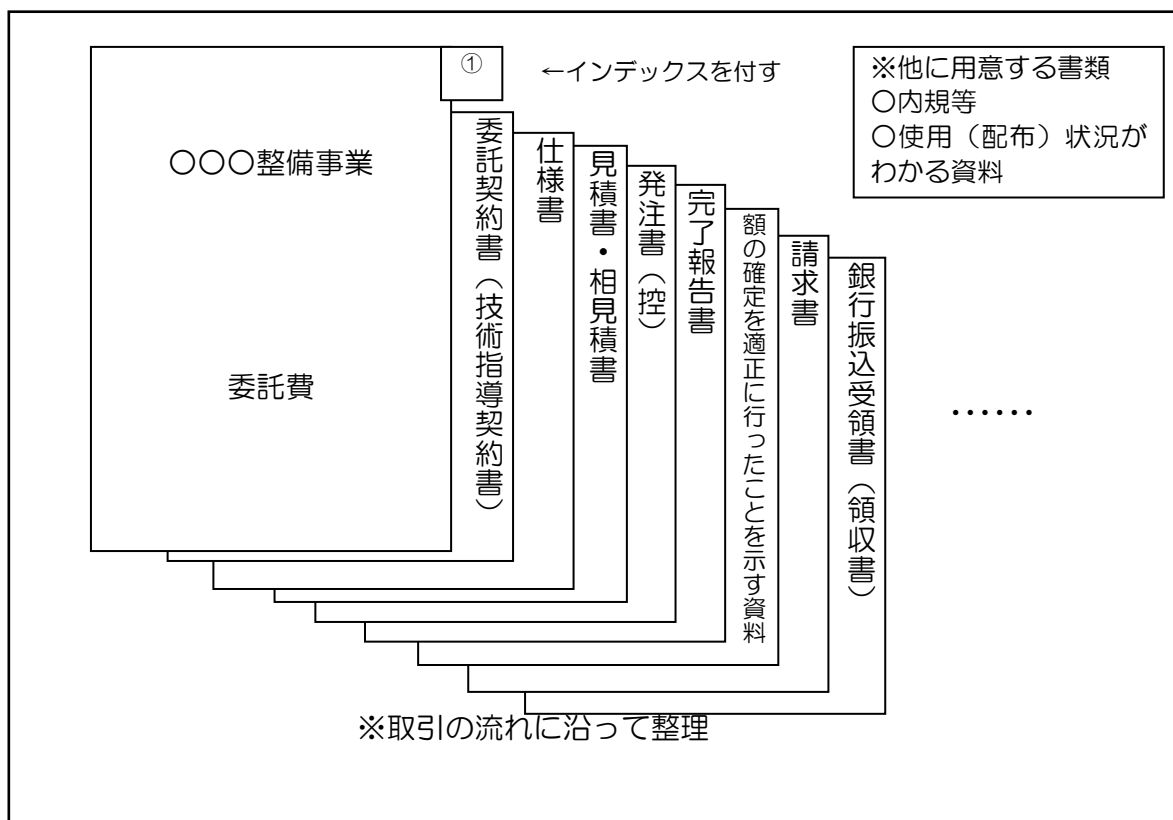 ①
←インデックスを付す
※他に用意する書類
〇内規等
〇使用（配布）状況が
わかる資料
〇〇〇整備事業
委託費
委託契約書（技術指導契約書）
仕様書
見積書・相見積書
発注書（控）
完了報告書
額の確定を適正に行ったことを示す資料
請求書
銀行振込受領書（領収書）
……
※取引の流れに沿って整理